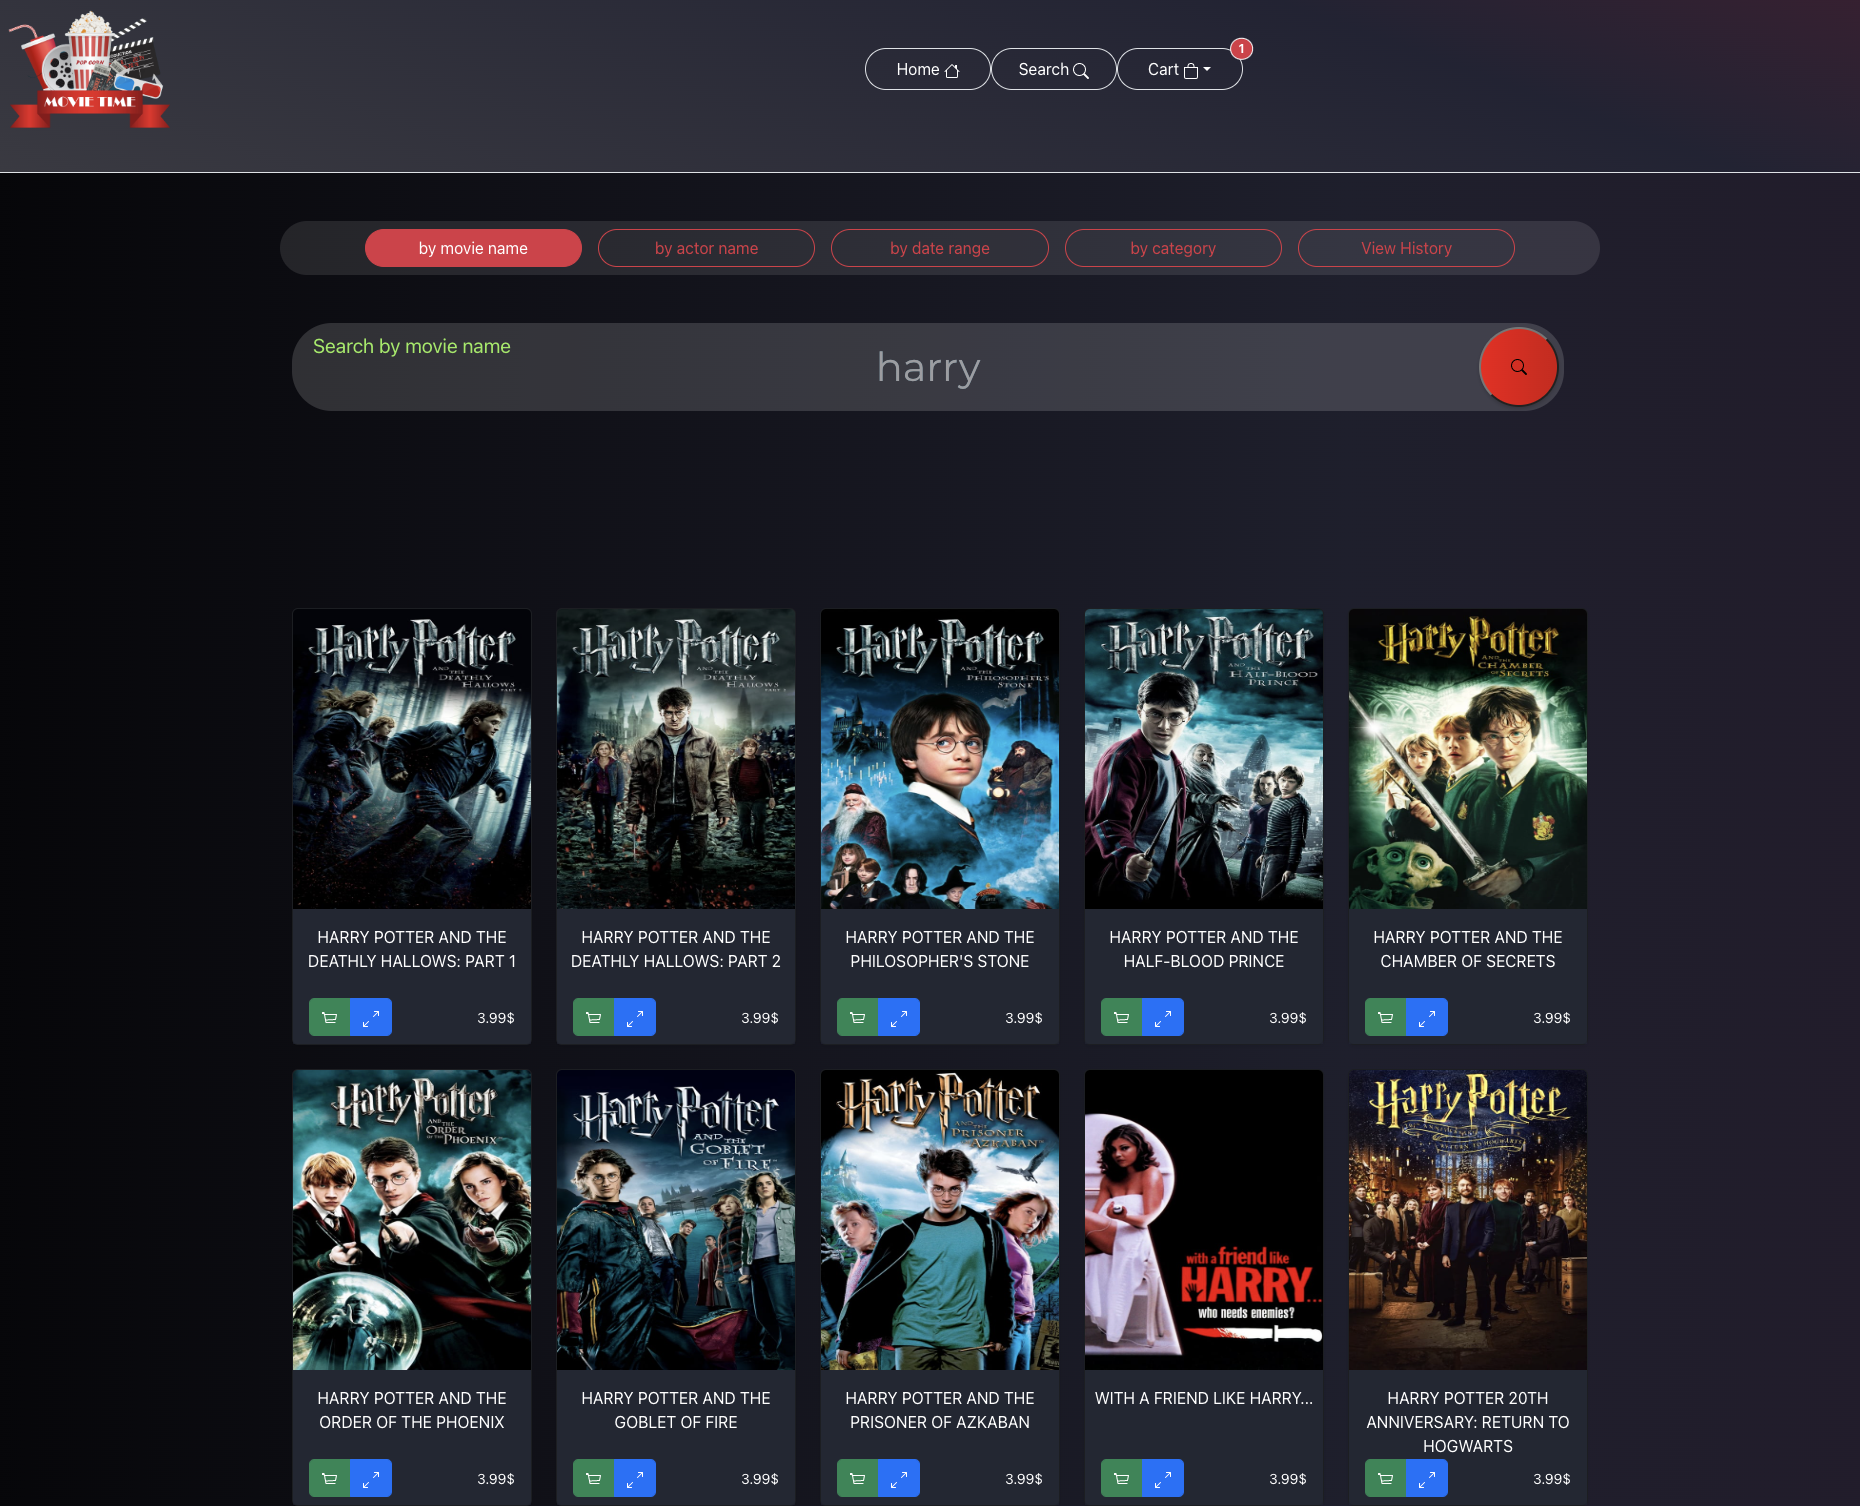 POP CORN
MOVIE TIME
Home
Search
Cart
1
by movie name
by actor name
by date range
by category
View History
Search by movie name
harry
Harry Potter
AND THE
DEATHLY
HALLOWS
PART 1
Harry Potter
AND THE
DEATHLY
HALLOWS
PART 2
Harry Potter
AND THE
PHILOSOPHER'S
STONE
Harry Potter
AND THE
HALF-BLOOD
PRINCE
Harry Potter
AND THE
CHAMBER
OF SECRETS
HARRY POTTER AND THE
DEATHLY HALLOWS: PART 1
HARRY POTTER AND THE
DEATHLY HALLOWS: PART 2
HARRY POTTER AND THE
PHILOSOPHER'S STONE
HARRY POTTER AND THE
HALF-BLOOD PRINCE
HARRY POTTER AND THE
CHAMBER OF SECRETS
3.99$
3.99$
3.99$
3.99$
3.99$
Harry Potter
AND THE
ORDER
OF THE PHOENIX
Harry Potter
AND THE
GOBLET
OF FIRE
Harry Potter
AND THE
PRISONER
OF AZKABAN
with a friend like
HARRY...
who needs enemies?
Harry Potter
20TH ANNIVERSARY
RETURN TO HOGWARTS
HARRY POTTER AND THE
ORDER OF THE PHOENIX
HARRY POTTER AND THE
GOBLET OF FIRE
HARRY POTTER AND THE
PRISONER OF AZKABAN
WITH A FRIEND LIKE HARRY...
HARRY POTTER 20TH
ANNIVERSARY: RETURN TO
HOGWARTS
3.99$
3.99$
3.99$
3.99$
3.99$